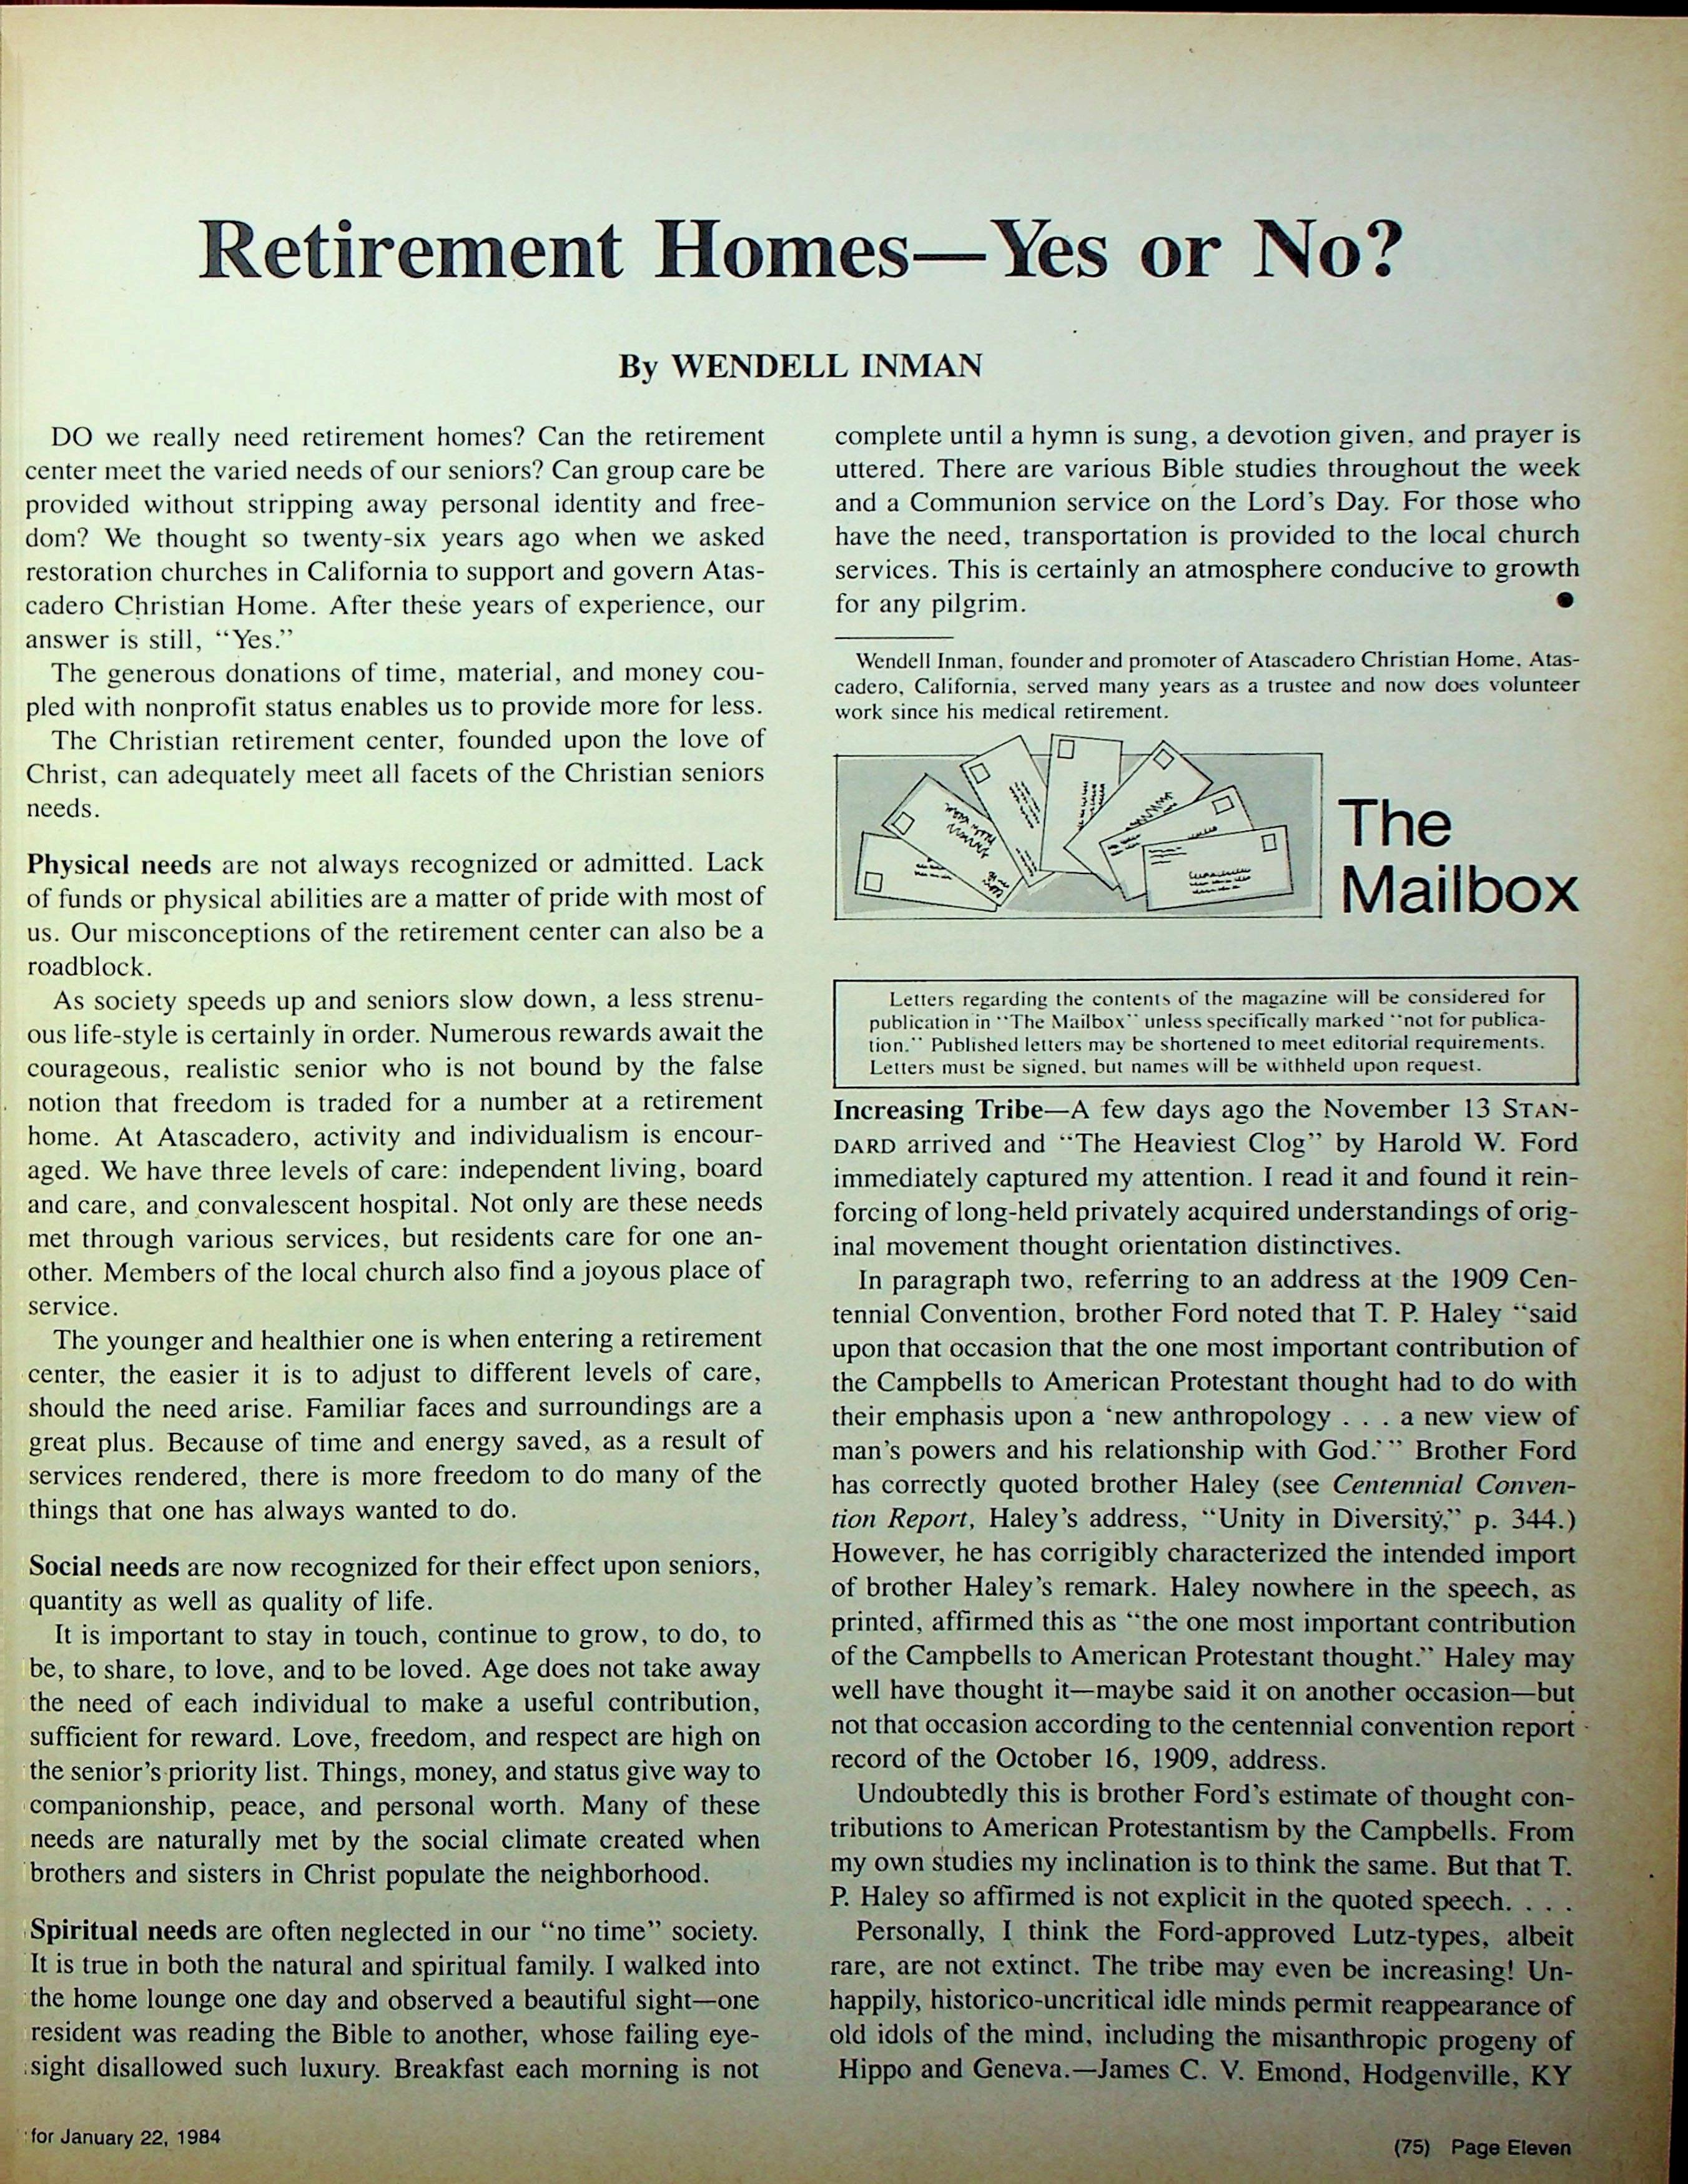 Retirement Homes—Yes or No?
By WENDELL INMAN
DO we really need retirement homes? Can the retirement
center meet the varied needs of our seniors? Can group care be
provided without stripping away personal identity and free-
dom? We thought so twenty-six years ago when we asked
restoration churches in California to support and govern Atas-
cadero Christian Home. After these years of experience, our
answer is still, “Yes.”
The generous donations of time, material, and money cou-
pled with nonprofit status enables us to provide more for less.
The Christian retirement center, founded upon the love of
Christ, can adequately meet all facets of the Christian seniors
needs.
Physical needs are not always recognized or admitted. Lack
of funds or physical abilities are a matter of pride with most of
us. Our misconceptions of the retirement center can also be a
roadblock.
As society speeds up and seniors slow down, a less strenu-
ous life-style is certainly in order. Numerous rewards await the
courageous, realistic senior who is not bound by the false
notion that freedom is traded for a number at a retirement
home. At Atascadero, activity and individualism is encour-
aged. We have three levels of care: independent living, board
and care, and convalescent hospital. Not only are these needs
met through various services, but residents care for one an-
other. Members of the local church also find a joyous place of
service.
The younger and healthier one is when entering a retirement
center, the easier it is to adjust to different levels of care,
should the need arise. Familiar faces and surroundings are a
great plus. Because of time and energy saved, as a result of
services rendered, there is more freedom to do many of the
things that one has always wanted to do.
Social needs are now recognized for their effect upon seniors,
quantity as well as quality of life.
It is important to stay in touch, continue to grow, to do, to
be, to share, to love, and to be loved. Age does not take away
the need of each individual to make a useful contribution,
sufficient for reward. Love, freedom, and respect are high on
the senior’s priority list. Things, money, and status give way to
companionship, peace, and personal worth. Many of these
needs are naturally met by the social climate created when
brothers and sisters in Christ populate the neighborhood.
Spiritual needs are often neglected in our “no time” society.
It is true in both the natural and spiritual family. I walked into
the home lounge one day and observed a beautiful sight—one
resident was reading the Bible to another, whose failing eye-
sight disallowed such luxury. Breakfast each morning is not
complete until a hymn is sung, a devotion given, and prayer is
uttered. There are various Bible studies throughout the week
and a Communion service on the Lord’s Day. For those who
have the need, transportation is provided to the local church
services. This is certainly an atmosphere conducive to growth
for any pilgrim. ●
Wendell Inman, founder and promoter of Atascadero Christian Home, Atas-
cadero, California, served many years as a trustee and now does volunteer
work since his medical retirement.
The
Mailbox
Letters regarding the contents of the magazine will be considered for
publication in “The Mailbox” unless specifically marked “not for publica-
tion.” Published letters may be shortened to meet editorial requirements.
Letters must be signed, but names will be withheld upon request.
Increasing Tribe—A few days ago the November 13 STAN-
DARD arrived and “The Heaviest Clog” by Harold W. Ford
immediately captured my attention. I read it and found it rein-
forcing of long-held privately acquired understandings of orig-
inal movement thought orientation distinctives.
In paragraph two, referring to an address at the 1909 Cen-
tennial Convention, brother Ford noted that T. P. Haley “said
upon that occasion that the one most important contribution of
the Campbells to American Protestant thought had to do with
their emphasis upon a ‘new anthropology . . . a new view of
man’s powers and his relationship with God.’” Brother Ford
has correctly quoted brother Haley (see Centennial Conven-
tion Report, Haley’s address, “Unity in Diversity,” p. 344.)
However, he has corrigibly characterized the intended import
of brother Haley’s remark. Haley nowhere in the speech, as
printed, affirmed this as “the one most important contribution
of the Campbells to American Protestant thought.” Haley may
well have thought it—maybe said it on another occasion—but
not that occasion according to the centennial convention report
record of the October 16, 1909, address.
Undoubtedly this is brother Ford’s estimate of thought con-
tributions to American Protestantism by the Campbells. From
my own studies my inclination is to think the same. But that T.
P. Haley so affirmed is not explicit in the quoted speech. . . .
Personally, I think the Ford-approved Lutz-types, albeit
rare, are not extinct. The tribe may even be increasing! Un-
happily, historico-uncritical idle minds permit reappearance of
old idols of the mind, including the misanthropic progeny of
Hippo and Geneva.—James C. V. Emond, Hodgenville, KY
for January 22, 1984
(75) Page Eleven